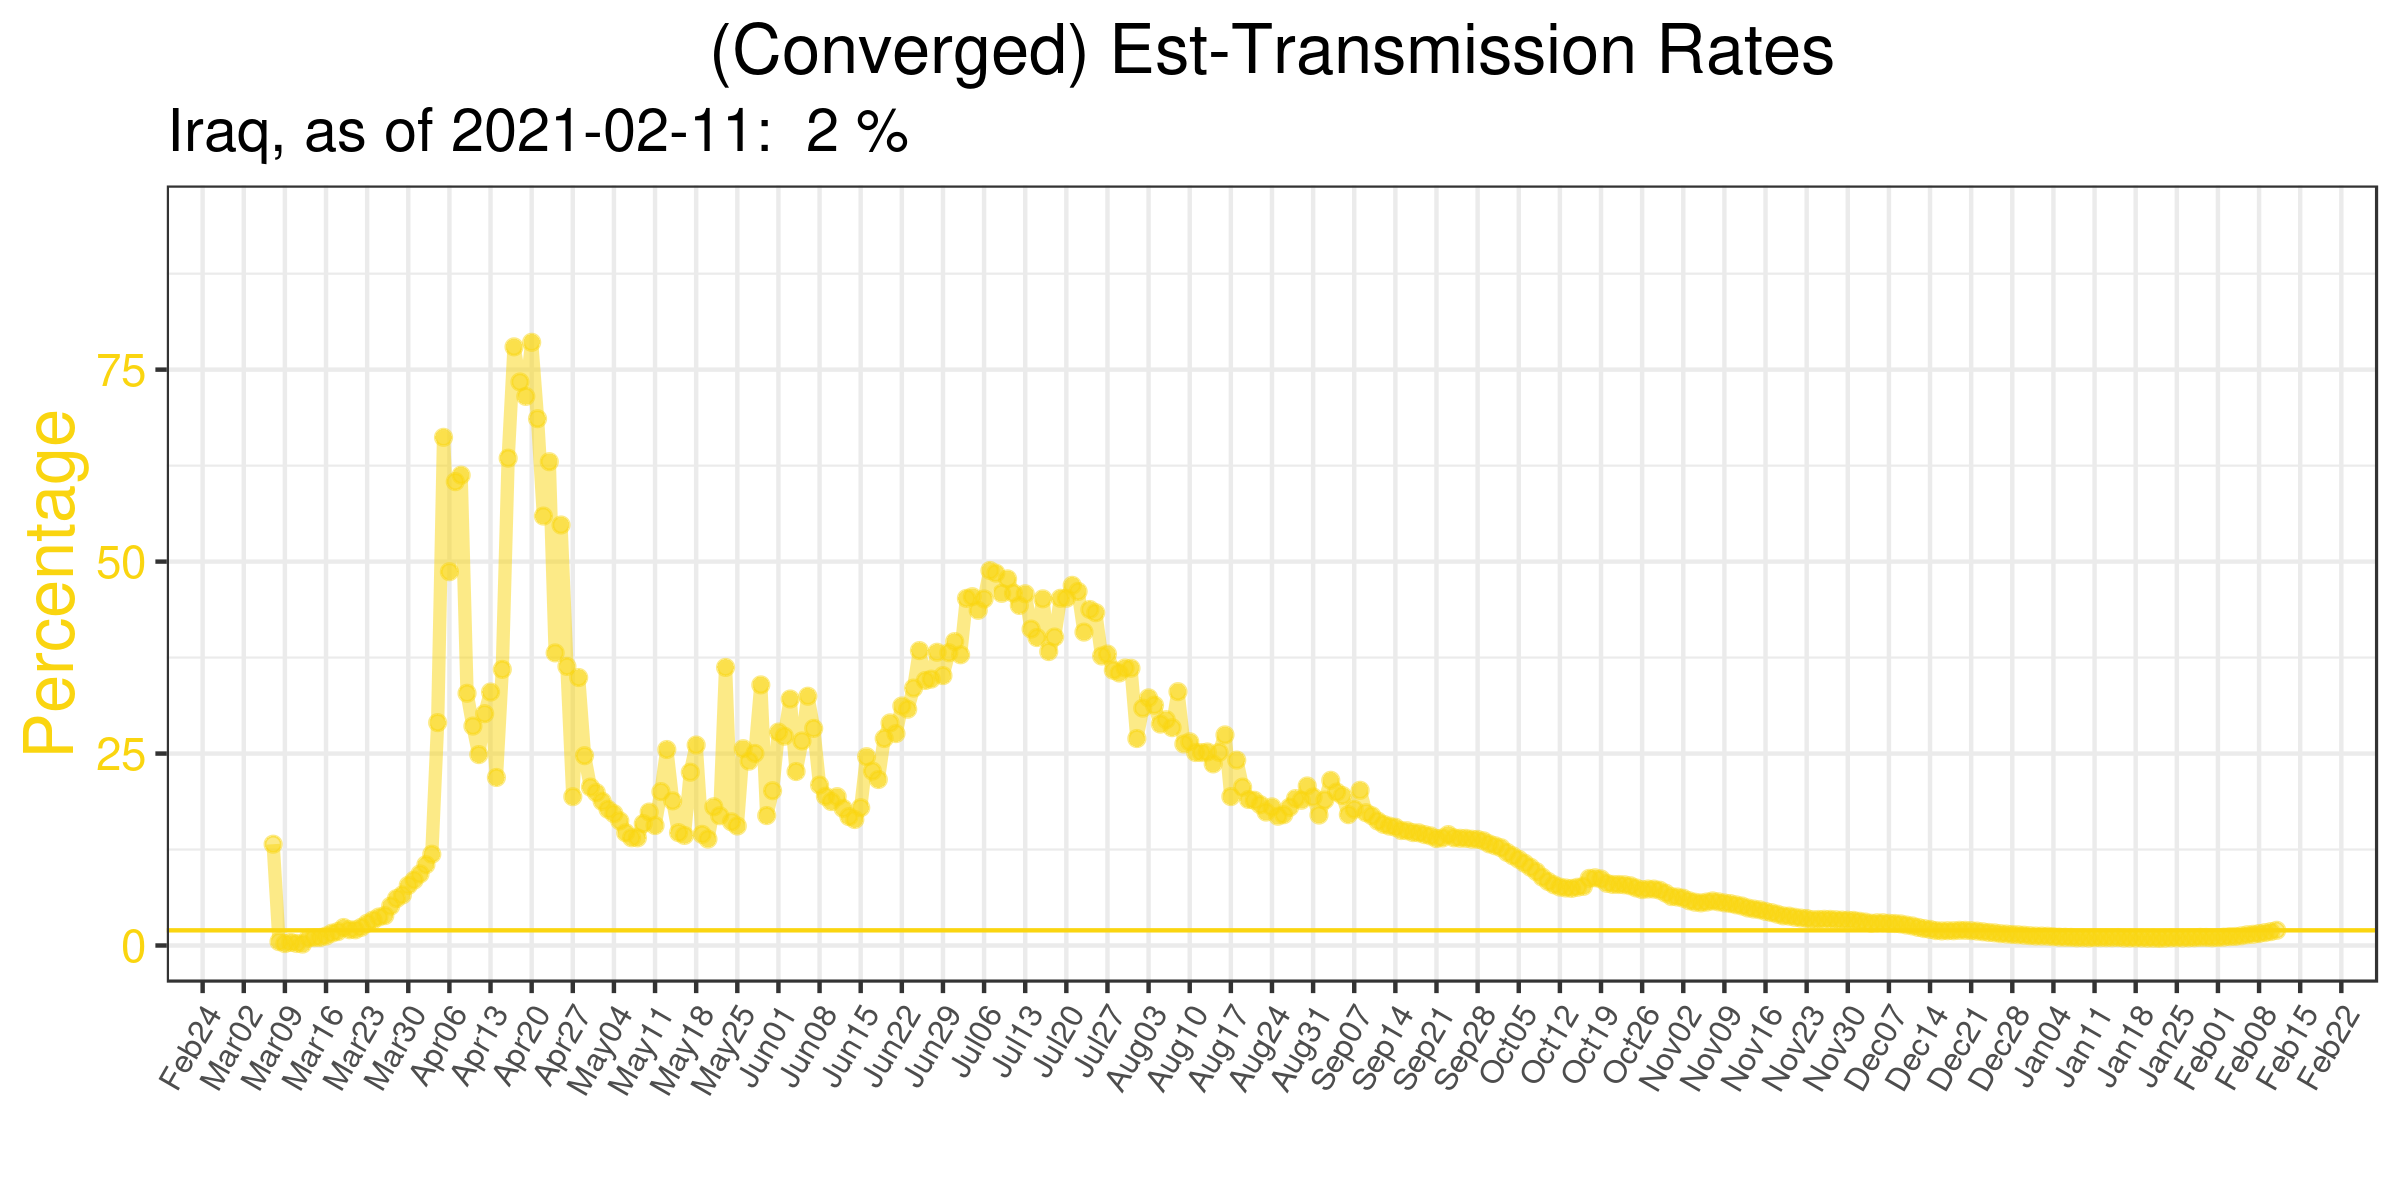 (Converged) Est-Transmission Rates
Iraq, as of 2021-02-11:  2 %
Percentage
75
50
25
0
Feb24
Mar02
Mar09
Mar16
Mar23
Mar30
Apr06
Apr13
Apr20
Apr27
May04
May11
May18
May25
Jun01
Jun08
Jun15
Jun22
Jun29
Jul06
Jul13
Jul20
Jul27
Aug03
Aug10
Aug17
Aug24
Aug31
Sep07
Sep14
Sep21
Sep28
Oct05
Oct12
Oct19
Oct26
Nov02
Nov09
Nov16
Nov23
Nov30
Dec07
Dec14
Dec21
Dec28
Jan04
Jan11
Jan18
Jan25
Feb01
Feb08
Feb15
Feb22